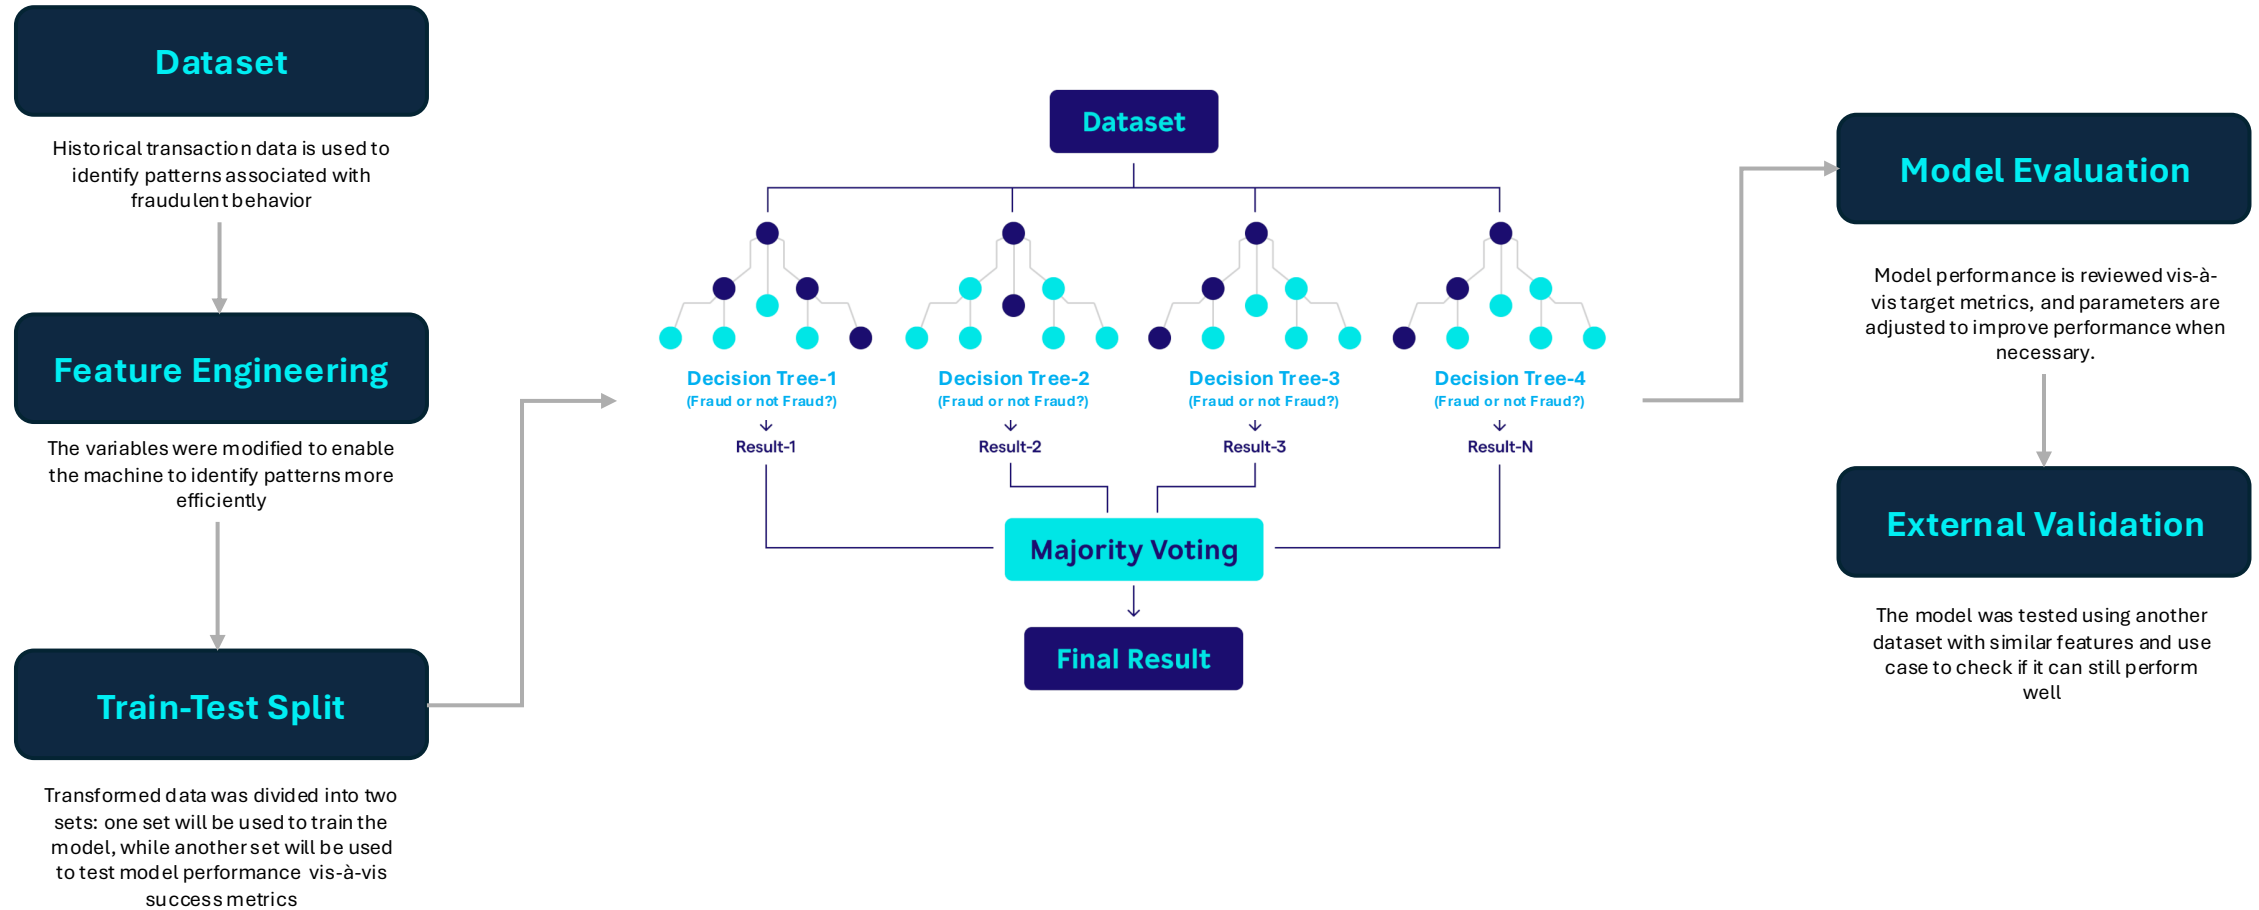 Dataset
Historical transaction data is used to
identify patterns associated with
fraudulent behavior
Feature Engineering
The variables were modified to enable
the machine to identify patterns more
efficiently
Train-Test Split
Transformed data was divided into two
sets: one set will be used to train the
model, while another set will be used
to test model performance vis-à-vis
success metrics
Dataset
Decision Tree-1
(Fraud or not Fraud?)
Result-1
Decision Tree-2
(Fraud or not Fraud?)
Result-2
Decision Tree-3
(Fraud or not Fraud?)
Result-3
Decision Tree-4
(Fraud or not Fraud?)
Result-N
Majority Voting
Final Result
Model Evaluation
Model performance is reviewed vis-à-
vis target metrics, and parameters are
adjusted to improve performance when
necessary.
External Validation
The model was tested using another
dataset with similar features and use
case to check if it can still perform
well